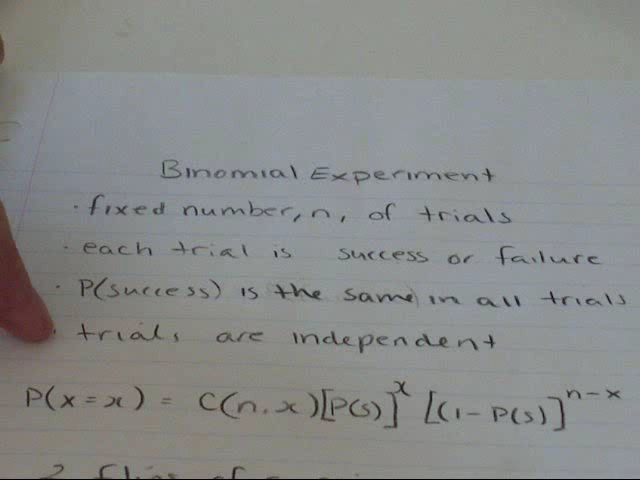 Binomial Experiment
· fixed number, n, of trials
· each trial is success or failure
· P(success) is the same in all trials
· trials are independent
P(x=x) = C(n,x)[P(s)]^x [(1-P(s)]^n-x